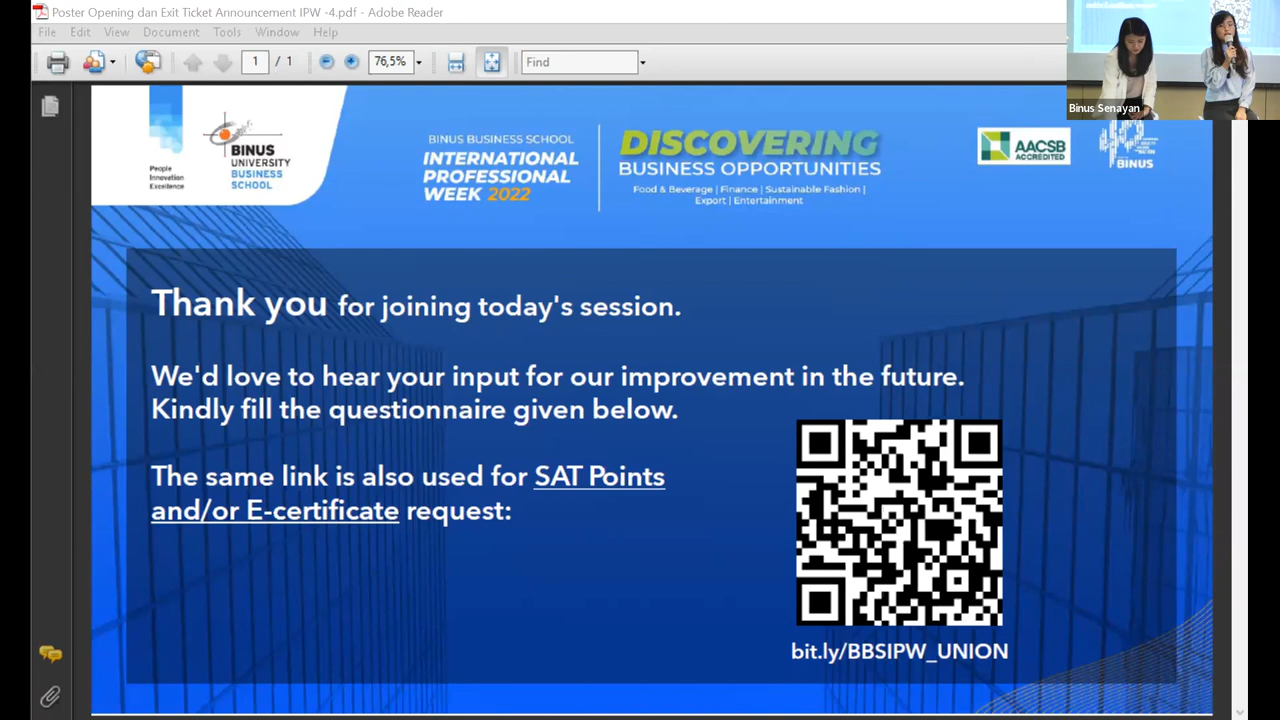 Poster Opening dan Exit Ticket Announcement IPW -4.pdf - Adobe Reader
File Edit View Document Tools Window Help
1 / 1 76,5% Find
Binus Senayan
People
Innovation
Excellence
BINUS
UNIVERSITY
BUSINESS
SCHOOL
BINUS BUSINESS SCHOOL
INTERNATIONAL
PROFESSIONAL
WEEK 2022
DISCOVERING
BUSINESS OPPORTUNITIES
Food & Beverage | Finance | Sustainable Fashion |
Export | Entertainment
AACSB
ACCREDITED
BINUS
Thank you for joining today's session.
We'd love to hear your input for our improvement in the future.
Kindly fill the questionnaire given below.
The same link is also used for SAT Points
and/or E-certificate request:
bit.ly/BBSIPW_UNION